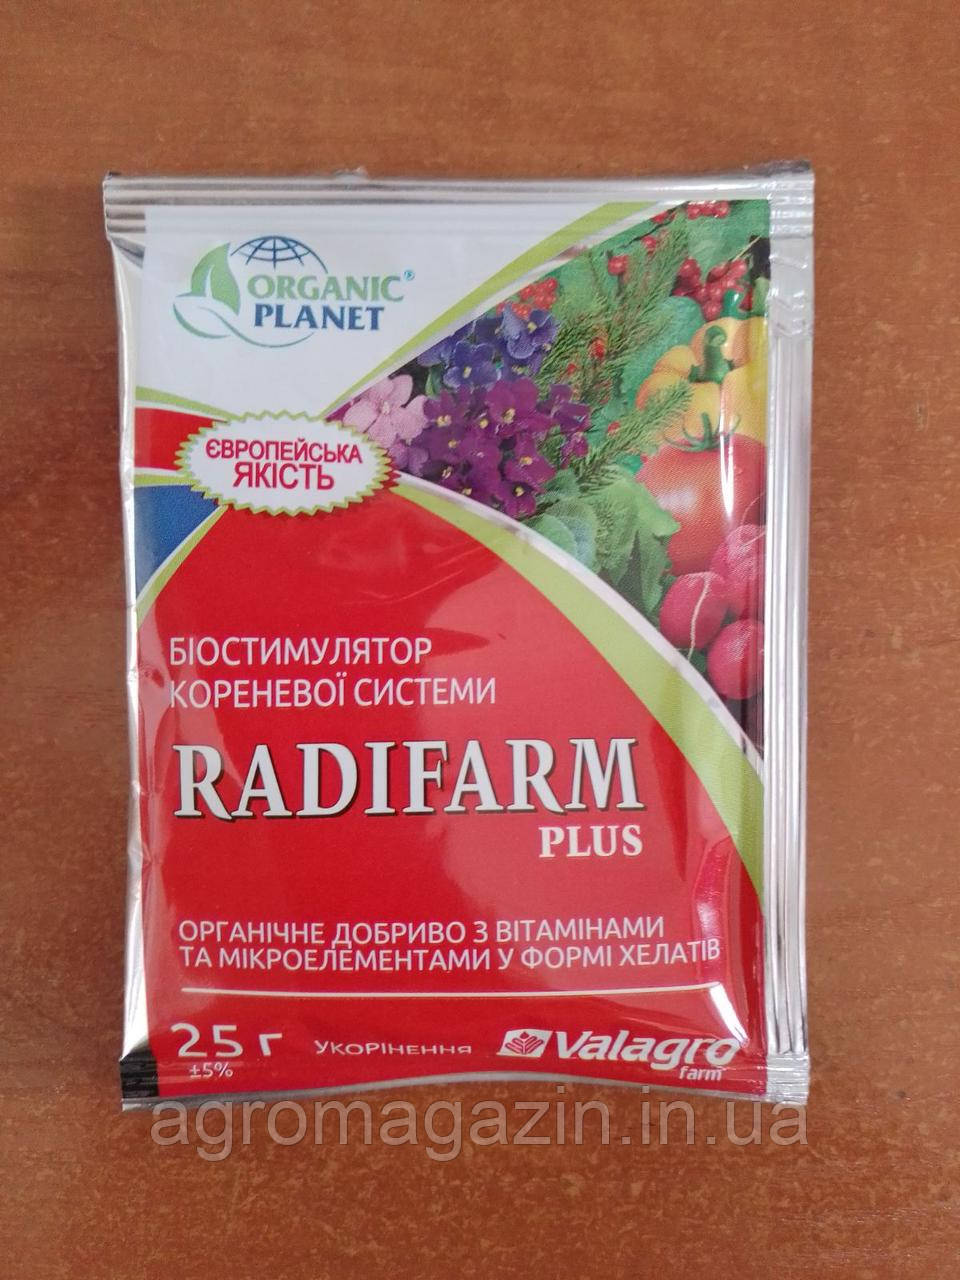 ORGANIC®
PLANET
ЄВРОПЕЙСЬКА
ЯКІСТЬ
БІОСТИМУЛЯТОР
КОРЕНЕВОЇ СИСТЕМИ
RADIFARM
PLUS
ОРГАНІЧНЕ ДОБРИВО З ВІТАМІНАМИ
ТА МІКРОЕЛЕМЕНТАМИ У ФОРМІ ХЕЛАТІВ
25 г УКОРІНЕННЯ Valagro
±5% farm
agromagazin.in.ua